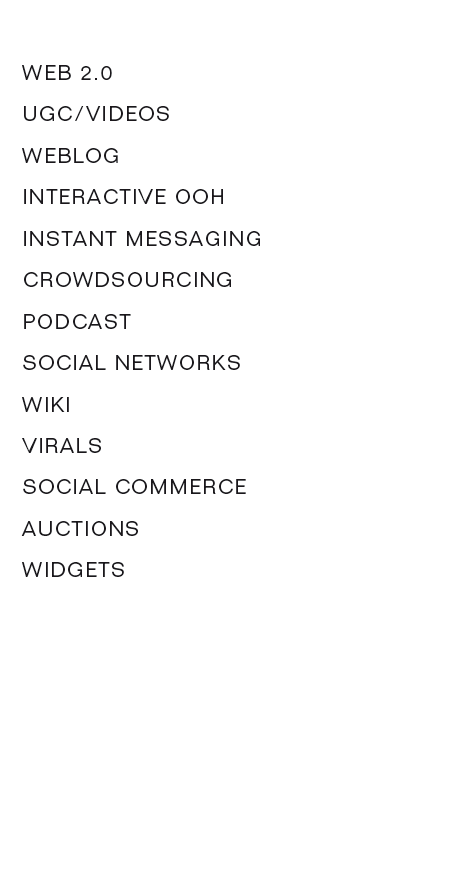 WEB 2.0
UGC/VIDEOS
WEBLOG
INTERACTIVE OOH
INSTANT MESSAGING
CROWDSOURCING
PODCAST
SOCIAL NETWORKS
WIKI
VIRALS
SOCIAL COMMERCE
AUCTIONS
WIDGETS